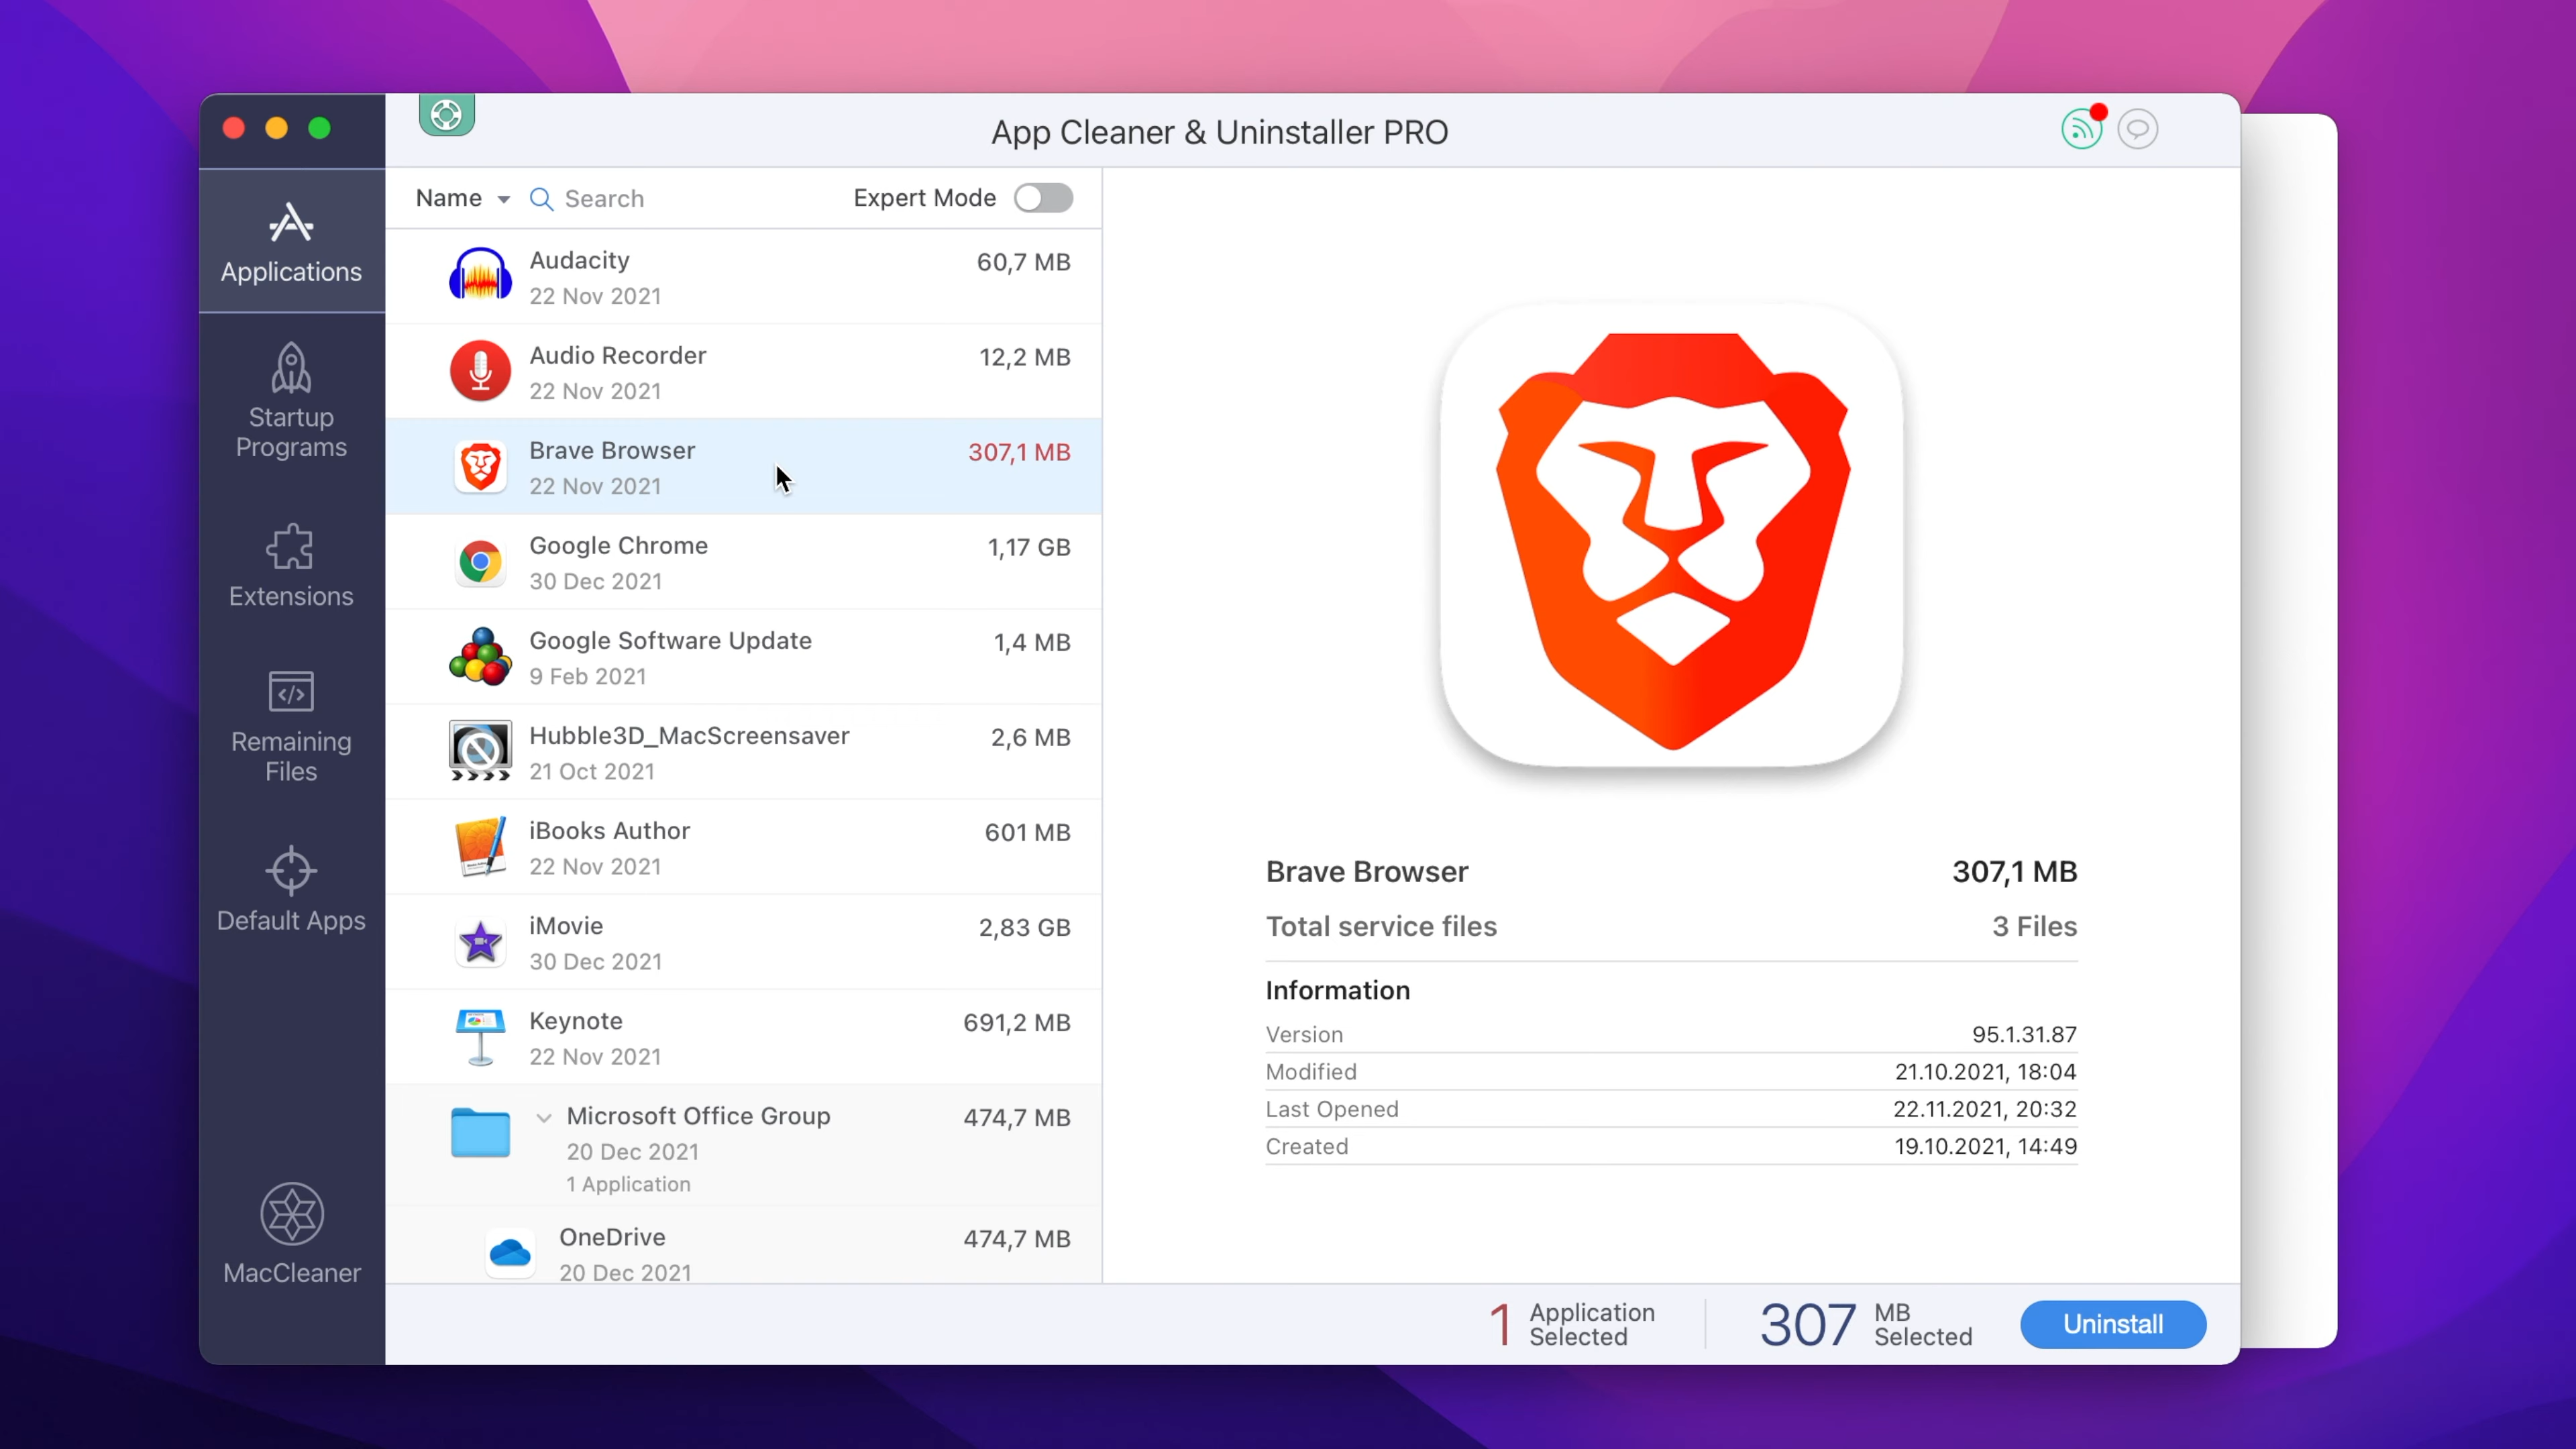 App Cleaner & Uninstaller PRO
Applications
Startup
Programs
Extensions
Remaining
Files
Default Apps
MacCleaner
Name
Search
Expert Mode
Audacity
60,7 MB
22 Nov 2021
Audio Recorder
12,2 MB
22 Nov 2021
Brave Browser
307,1 MB
22 Nov 2021
Google Chrome
1,17 GB
30 Dec 2021
Google Software Update
1,4 MB
9 Feb 2021
Hubble3D_MacScreensaver
2,6 MB
21 Oct 2021
iBooks Author
601 MB
22 Nov 2021
iMovie
2,83 GB
30 Dec 2021
Keynote
691,2 MB
22 Nov 2021
Microsoft Office Group
474,7 MB
20 Dec 2021
1 Application
OneDrive
474,7 MB
20 Dec 2021
Brave Browser 307,1 MB
Total service files 3 Files
Information
Version 95.1.31.87
Modified 21.10.2021, 18:04
Last Opened 22.11.2021, 20:32
Created 19.10.2021, 14:49
1 Application
Selected
307 MB
Selected
Uninstall